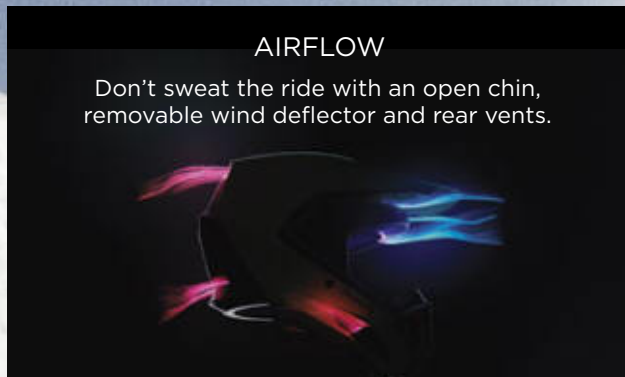 AIRFLOW
Don’t sweat the ride with an open chin,
removable wind deflector and rear vents.